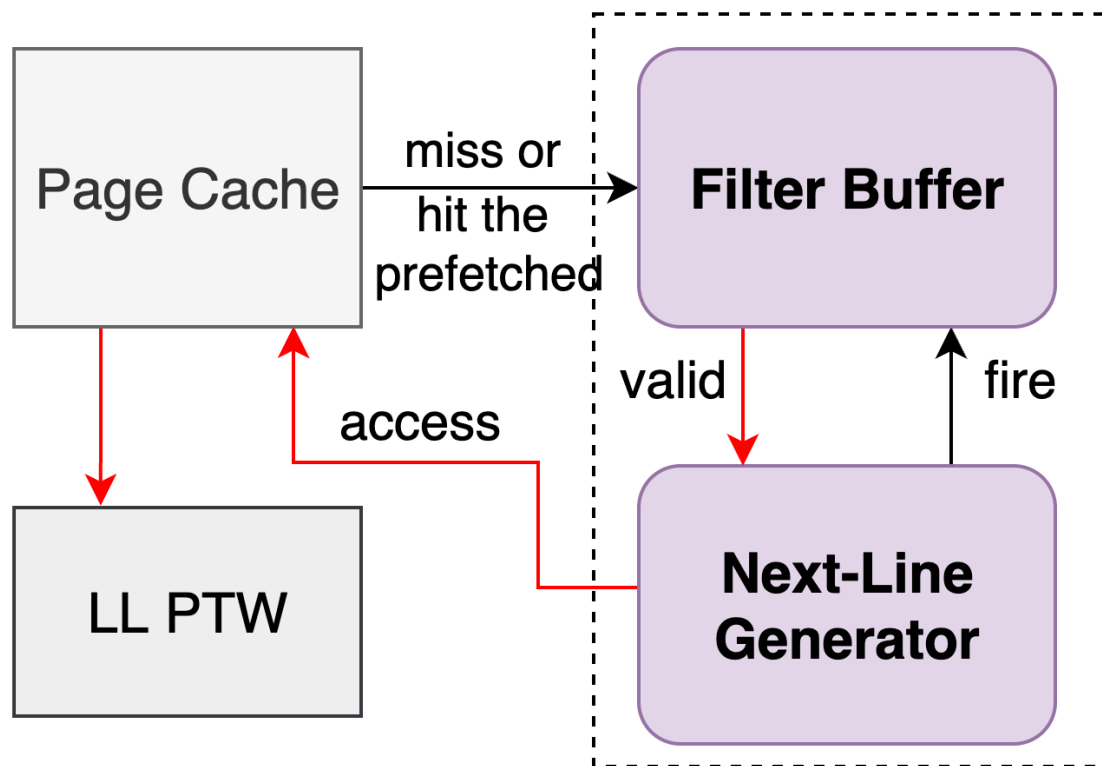 Page Cache
miss or
hit the
prefetched
Filter Buffer
valid
fire
access
LL PTW
Next-Line
Generator